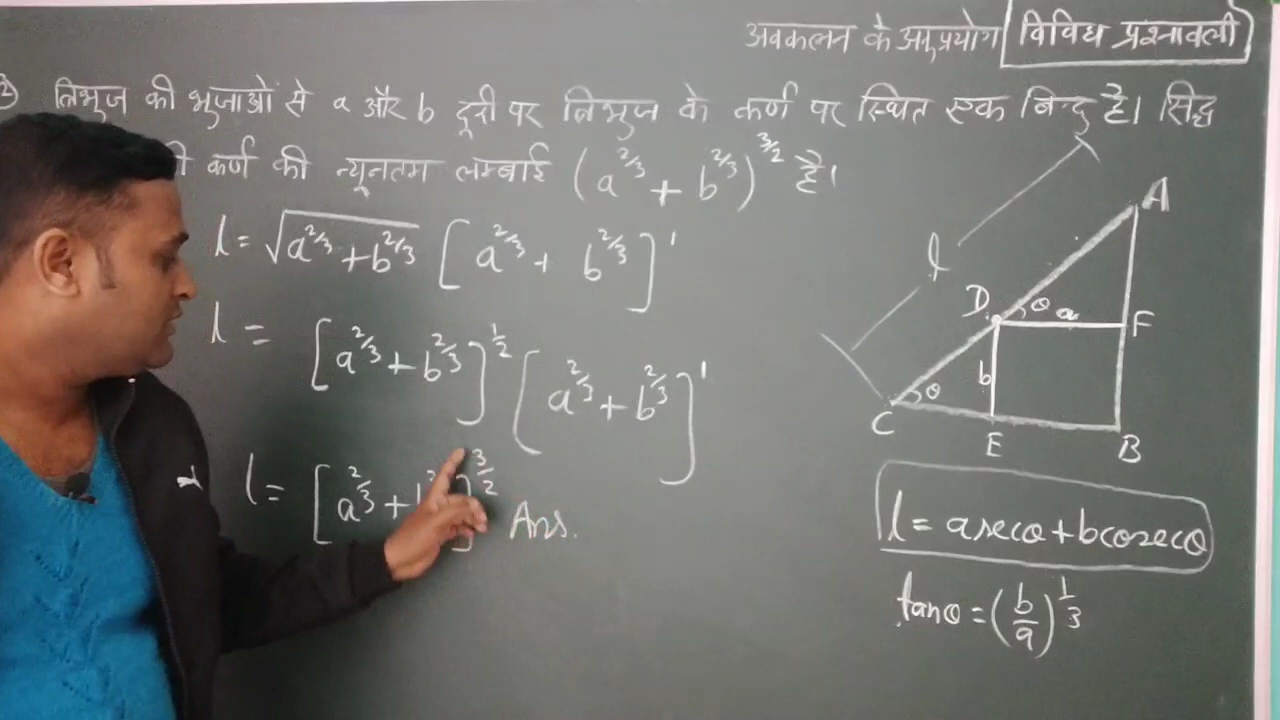 अवकलन के अनुप्रयोग विविध प्रश्नावली
② त्रिभुज की भुजाओं से a और b दूरी पर त्रिभुज के कर्ण पर स्थित एक बिन्दु है। सिद्ध
कर्ण की न्यूनतम लम्बाई (a^{2/3} + b^{2/3})^{3/2} है।
l = √(a^{2/3} + b^{2/3}) [a^{2/3} + b^{2/3}]^1
l = [a^{2/3} + b^{2/3}]^{1/2} [a^{2/3} + b^{2/3}]^1
l = [a^{2/3} + ]^{3/2} Ans.
A
l
D θ a F
b
C θ
E B
l = a secθ + b cosecθ
tanθ = (b/a)^{1/3}